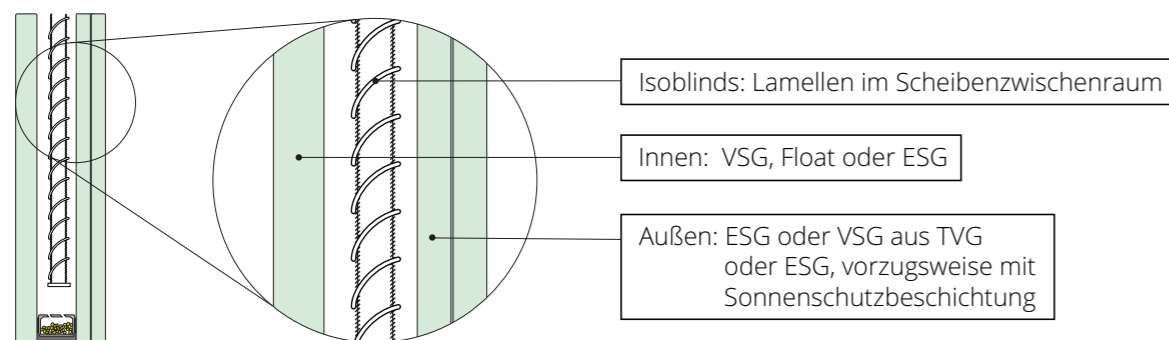 Isoblinds: Lamellen im Scheibenzwischenraum
Innen: VSG, Float oder ESG
Außen: ESG oder VSG aus TVG
oder ESG, vorzugsweise mit
Sonnenschutzbeschichtung